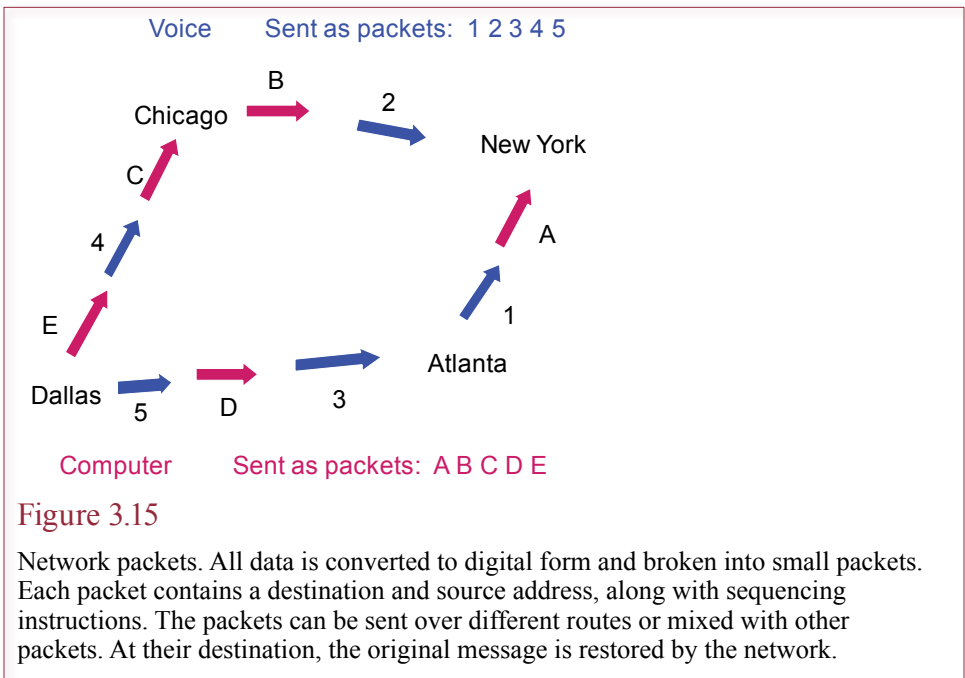 Voice Sent as packets: 1 2 3 4 5
B
2
Chicago
New York
C
A
4
1
E
Atlanta
Dallas
3
D
5
Computer Sent as packets: A B C D E
Figure 3.15
Network packets. All data is converted to digital form and broken into small packets.
Each packet contains a destination and source address, along with sequencing
instructions. The packets can be sent over different routes or mixed with other
packets. At their destination, the original message is restored by the network.